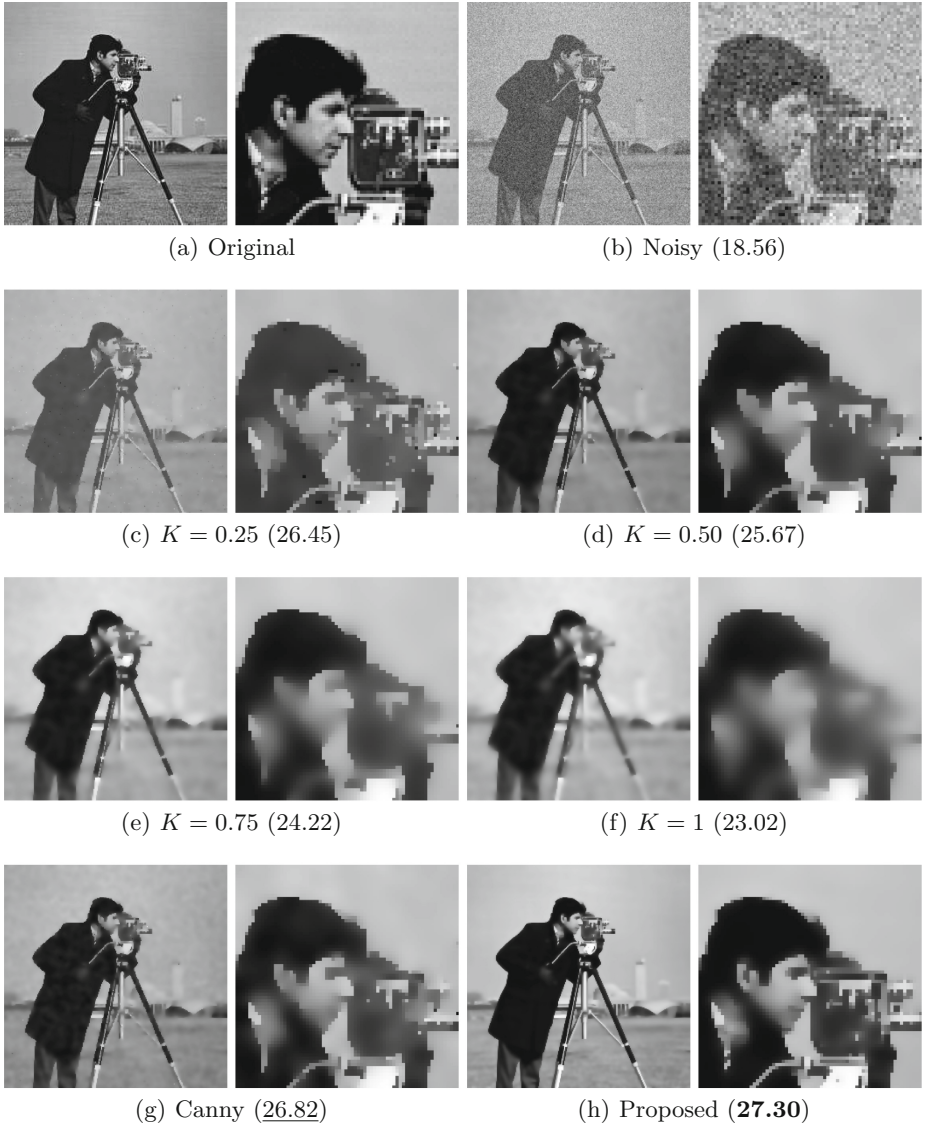 (a) Original
(b) Noisy (18.56)
(c) K = 0.25 (26.45)
(d) K = 0.50 (25.67)
(e) K = 0.75 (24.22)
(f) K = 1 (23.02)
(g) Canny (26.82)
(h) Proposed (27.30)